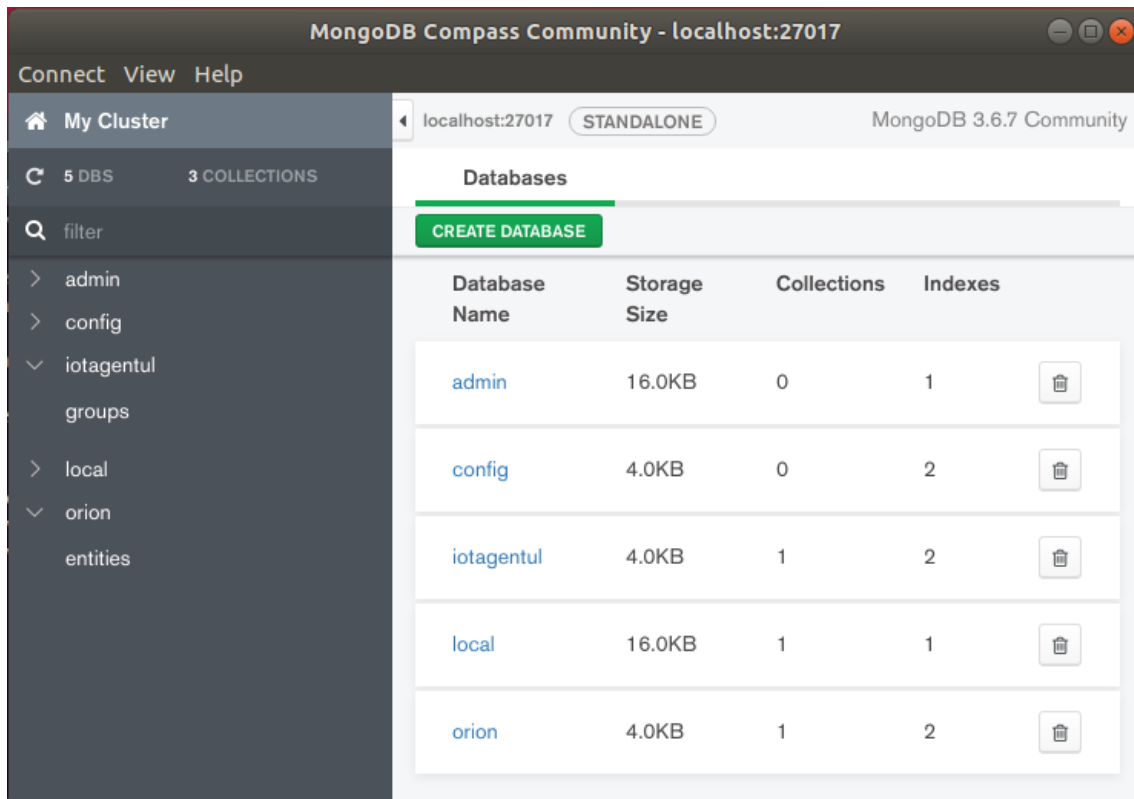 MongoDB Compass Community - localhost:27017
Connect View Help
My Cluster
5 DBS 3 COLLECTIONS
filter
admin
config
iotagentul
groups
local
orion
entities
localhost:27017 STANDALONE MongoDB 3.6.7 Community
Databases
CREATE DATABASE
Database Name Storage Size Collections Indexes
admin 16.0KB 0 1
config 4.0KB 0 2
iotagentul 4.0KB 1 2
local 16.0KB 1 1
orion 4.0KB 1 2